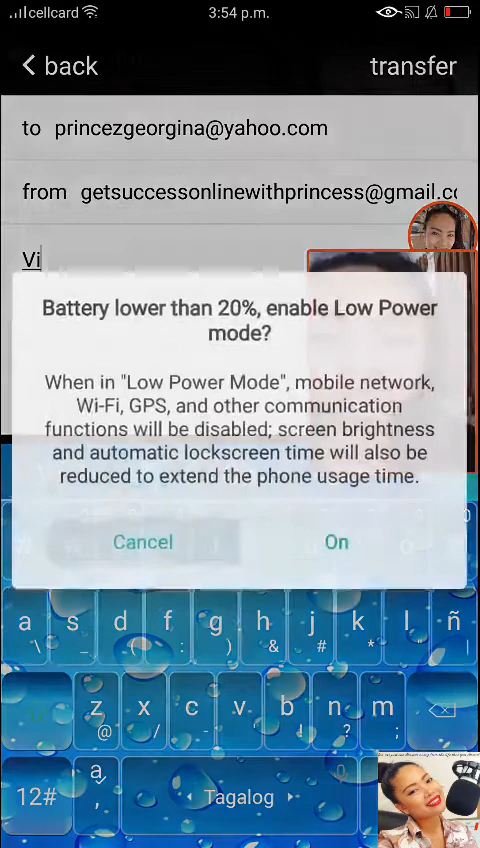 cellcard 3:54 p.m.
back transfer
to princezgeorgina@yahoo.com
from getsuccessonlinewithprincess@gmail.co
Vi
Battery lower than 20%, enable Low Power
mode?
When in "Low Power Mode", mobile network,
Wi-Fi, GPS, and other communication
functions will be disabled; screen brightness
and automatic lockscreen time will also be
reduced to extend the phone usage time.
Cancel On
a s d f g h j k l ñ
\ _ ( : ) & # * " |
z x c v b n m
@ / - ! ? ;
12# a , Tagalog